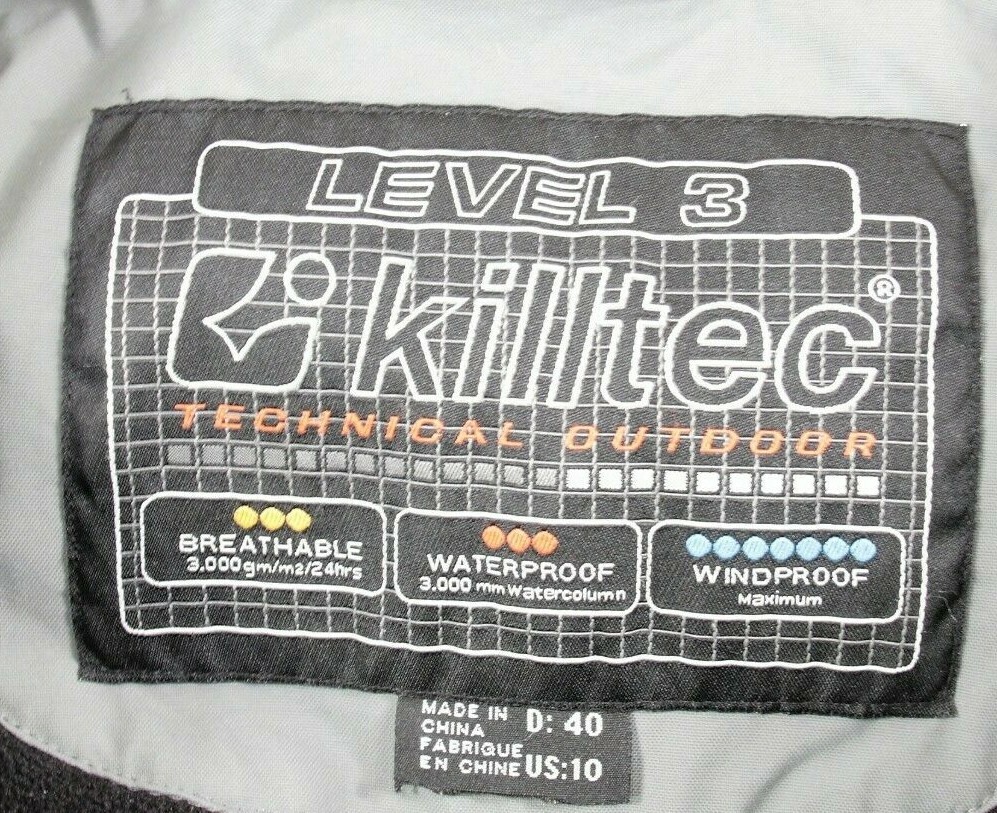 LEVEL 3
killtec®
TECHNICAL OUTDOOR
BREATHABLE
3.000gm/m2/24hrs
WATERPROOF
3.000 mm Watercolumn
WINDPROOF
Maximum
MADE IN
CHINA
D: 40
FABRIQUE
EN CHINE
US:10